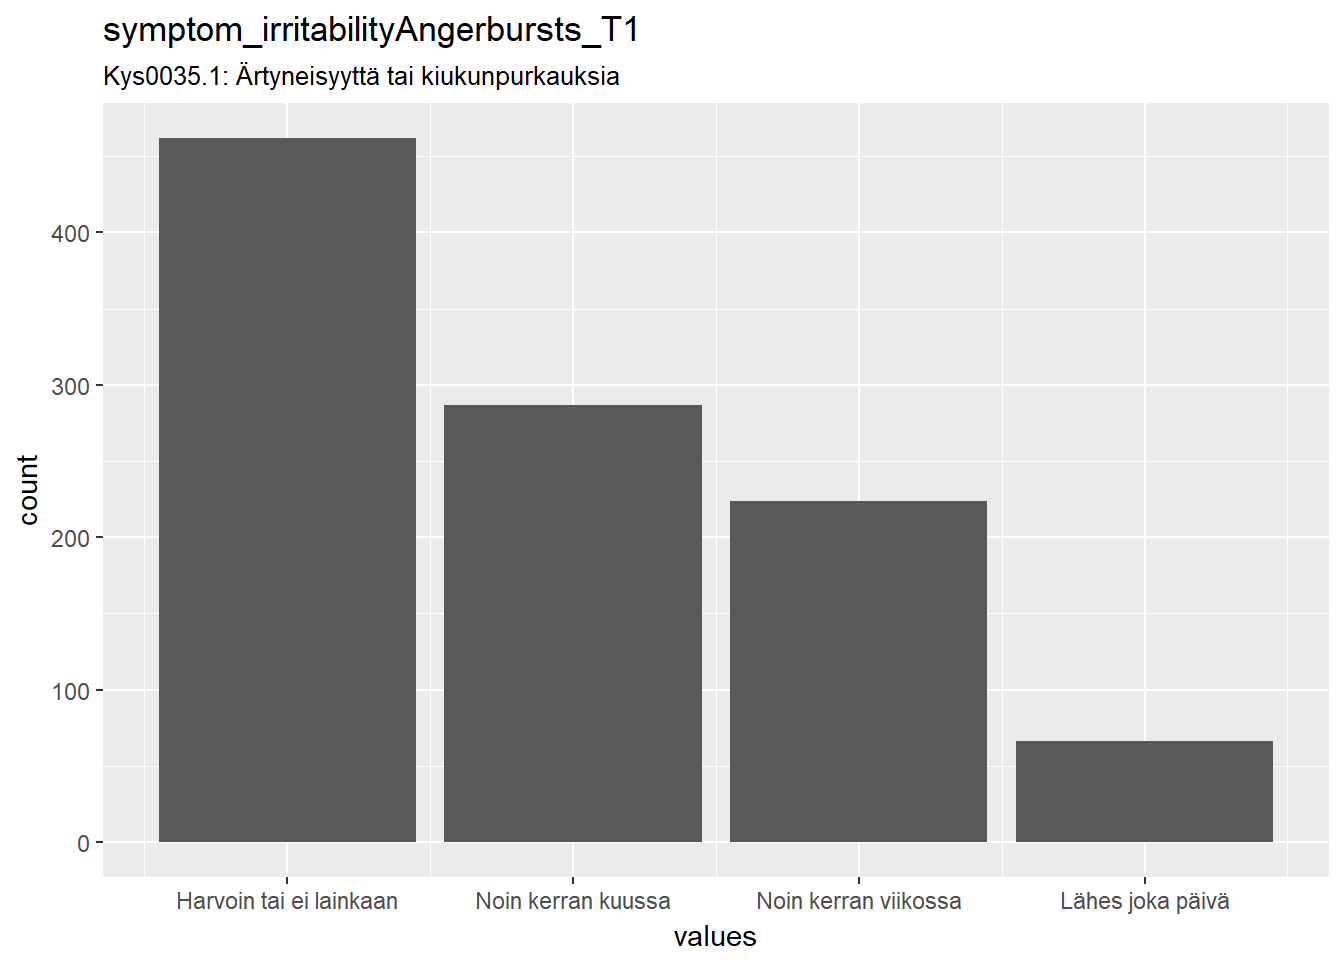 symptom_irritabilityAngerbursts_T1
Kys0035.1: Ärtyneisyyttä tai kiukunpurkauksia
count
400
300
200
100
0
Harvoin tai ei lainkaan
Noin kerran kuussa
Noin kerran viikossa
Lähes joka päivä
values